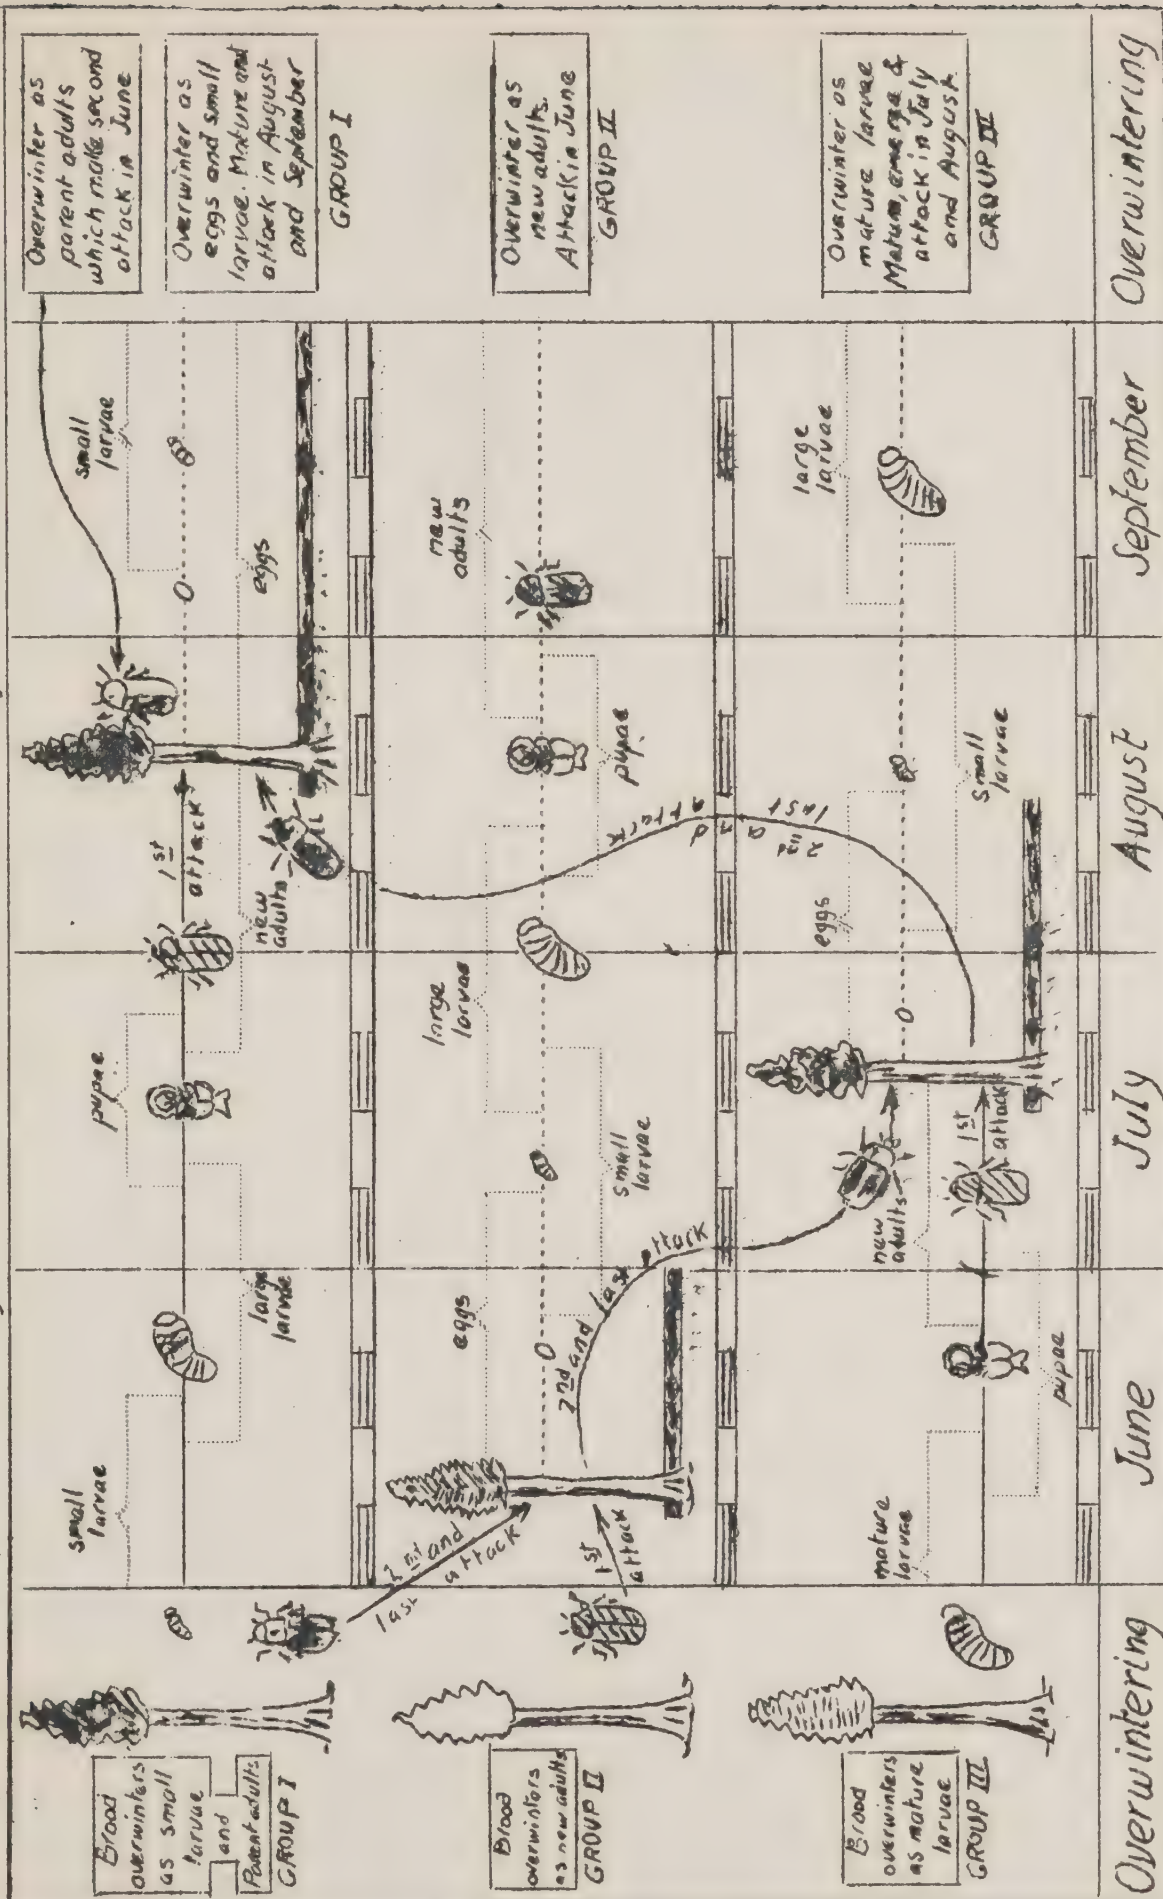 Brood
overwinters
as small
larvae
and
Parent adults
GROUP I
small
larvae
large
larvae
pupae
new
adults
1st
attack
eggs
small
larvae
Overwinter as
parent adults
which make second
attack in June
Overwinter as
eggs and small
larvae. Mature and
attack in August
and September
GROUP I
2nd and
last attack
Brood
overwinters
as new adults
GROUP II
1st
attack
eggs
2nd and last attack
small
larvae
large
larvae
pupae
new
adults
2nd and last attack
Overwinter as
new adults.
Attack in June
GROUP II
Brood
overwinters
as mature
larvae
GROUP III
mature
larvae
pupae
new
adults
1st
attack
eggs
small
larvae
large
larvae
Overwinter as
mature larvae
Mature, emerge &
attack in July
and August
GROUP III
Overwintering
June
July
August
September
Overwintering